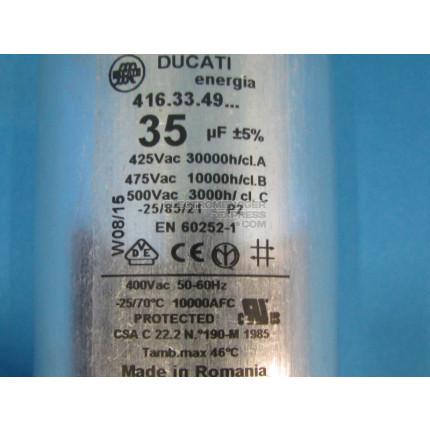 DUCATI
energia
416.33.49...
35 µF ±5%
425Vac 30000h/cl.A
475Vac 10000h/cl.B
500Vac 3000h/cl.C
-25/85/21 P2
EN 60252-1
W08/15
VDE
400Vac 50-60Hz
-25/70°C 10000AFC
PROTECTED
CSA C 22.2 N.°190-M 1985
Tamb.max 46°C
Made in Romania